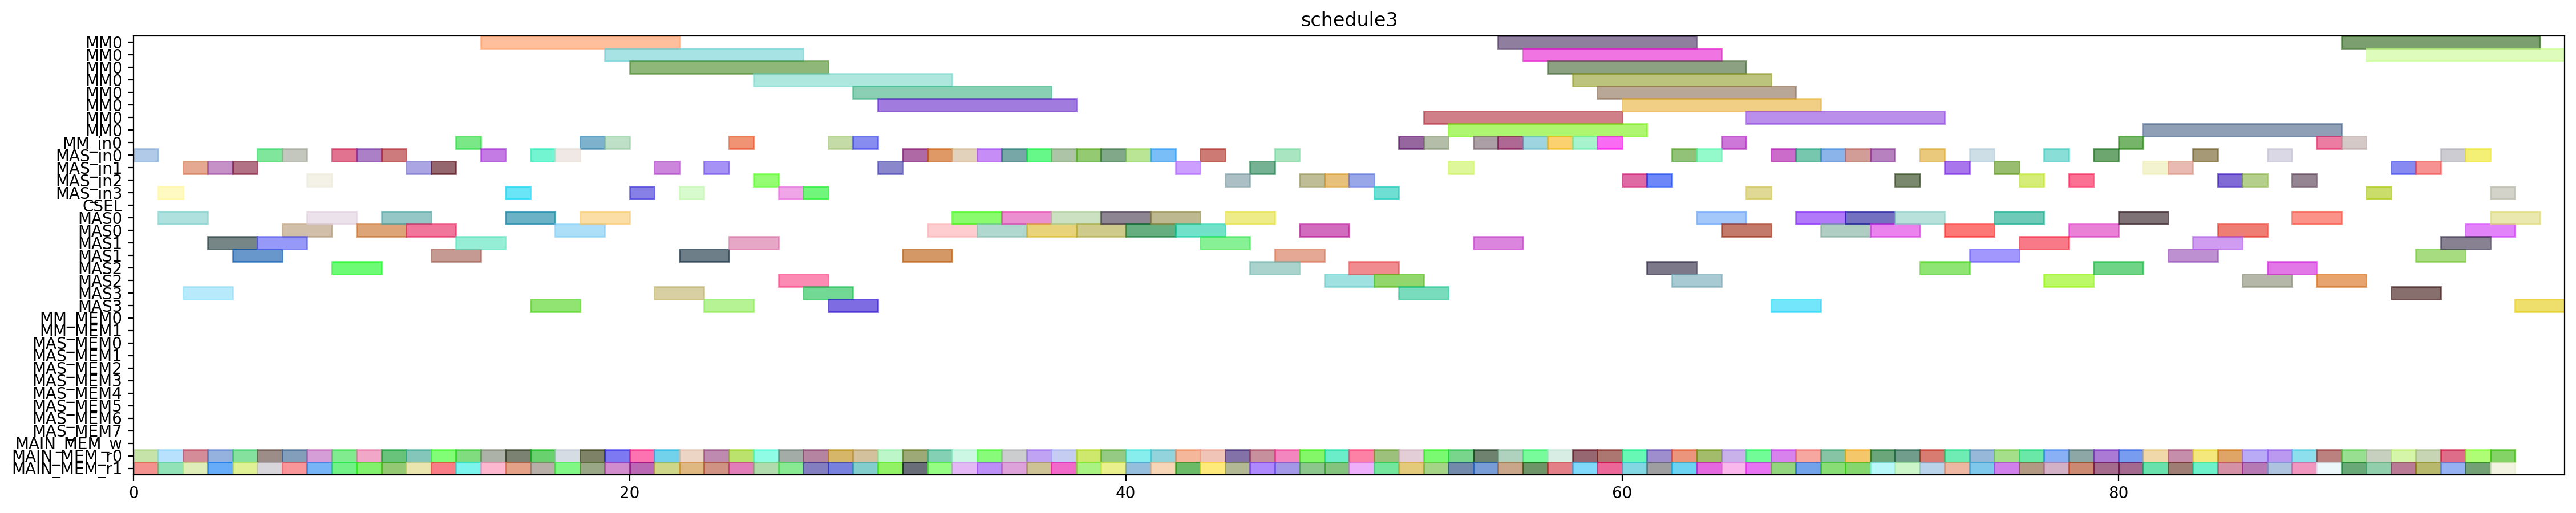 schedule3
MM0
MM0
MM0
MM0
MM0
MM0
MM0
MM0
MM_in0
MAS_in0
MAS_in1
MAS_in2
MAS_in3
CSEL
MAS0
MAS0
MAS1
MAS1
MAS2
MAS2
MAS3
MAS3
MM_MEM0
MM_MEM1
MAS_MEM0
MAS_MEM1
MAS_MEM2
MAS_MEM3
MAS_MEM4
MAS_MEM5
MAS_MEM6
MAS_MEM7
MAIN_MEM_w
MAIN_MEM_r0
MAIN_MEM_r1
0 20 40 60 80